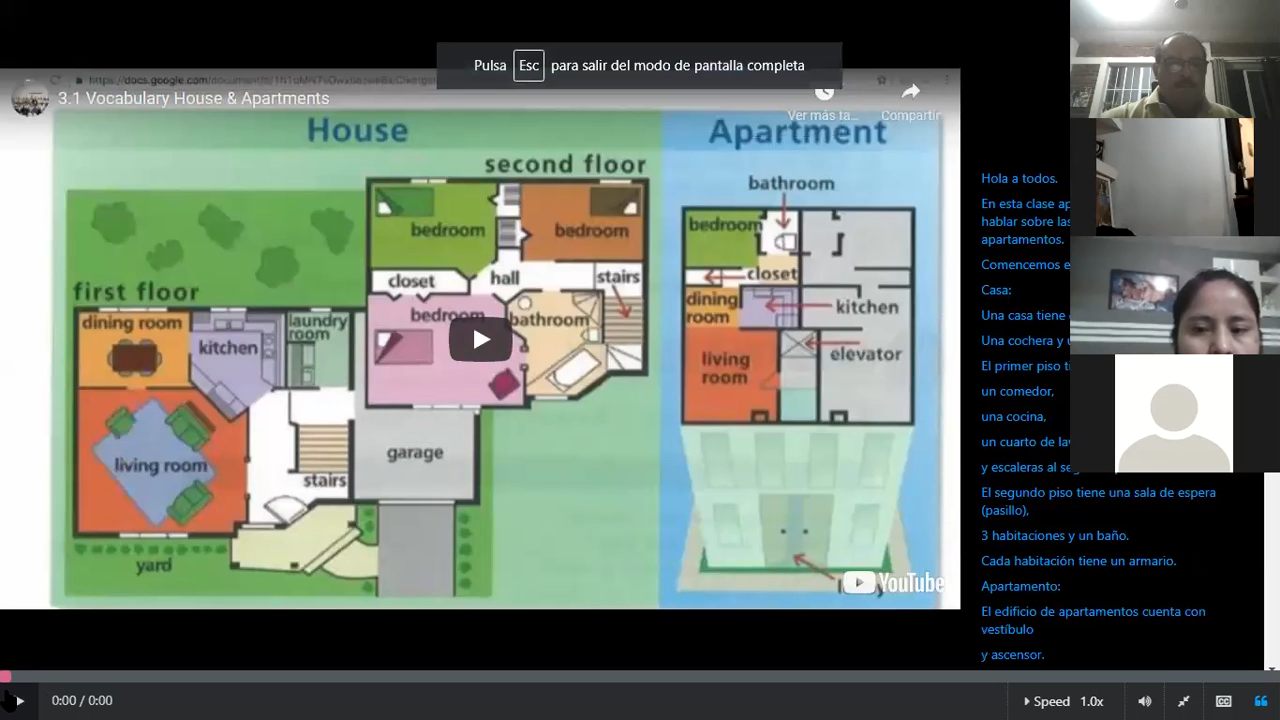 Pulsa Esc para salir del modo de pantalla completa
3.1 Vocabulary House & Apartments
Ver más ta...
Compartir
House
Apartment
second floor
bathroom
bedroom
bedroom
bedroom
closet
hall
stairs
closet
first floor
bedroom
bathroom
dining room
kitchen
laundry
room
dining
room
kitchen
living
room
elevator
living room
garage
stairs
yard
YouTube
Hola a todos.
En esta clase
hablar sobre las
apartamentos.
Comencemos
Casa:
Una casa tiene
Una cochera y
El primer piso
un comedor,
una cocina,
un cuarto de
y escaleras al
El segundo piso tiene una sala de espera
(pasillo),
3 habitaciones y un baño.
Cada habitación tiene un armario.
Apartamento:
El edificio de apartamentos cuenta con
vestíbulo
y ascensor.
0:00 / 0:00
Speed 1.0x
CC